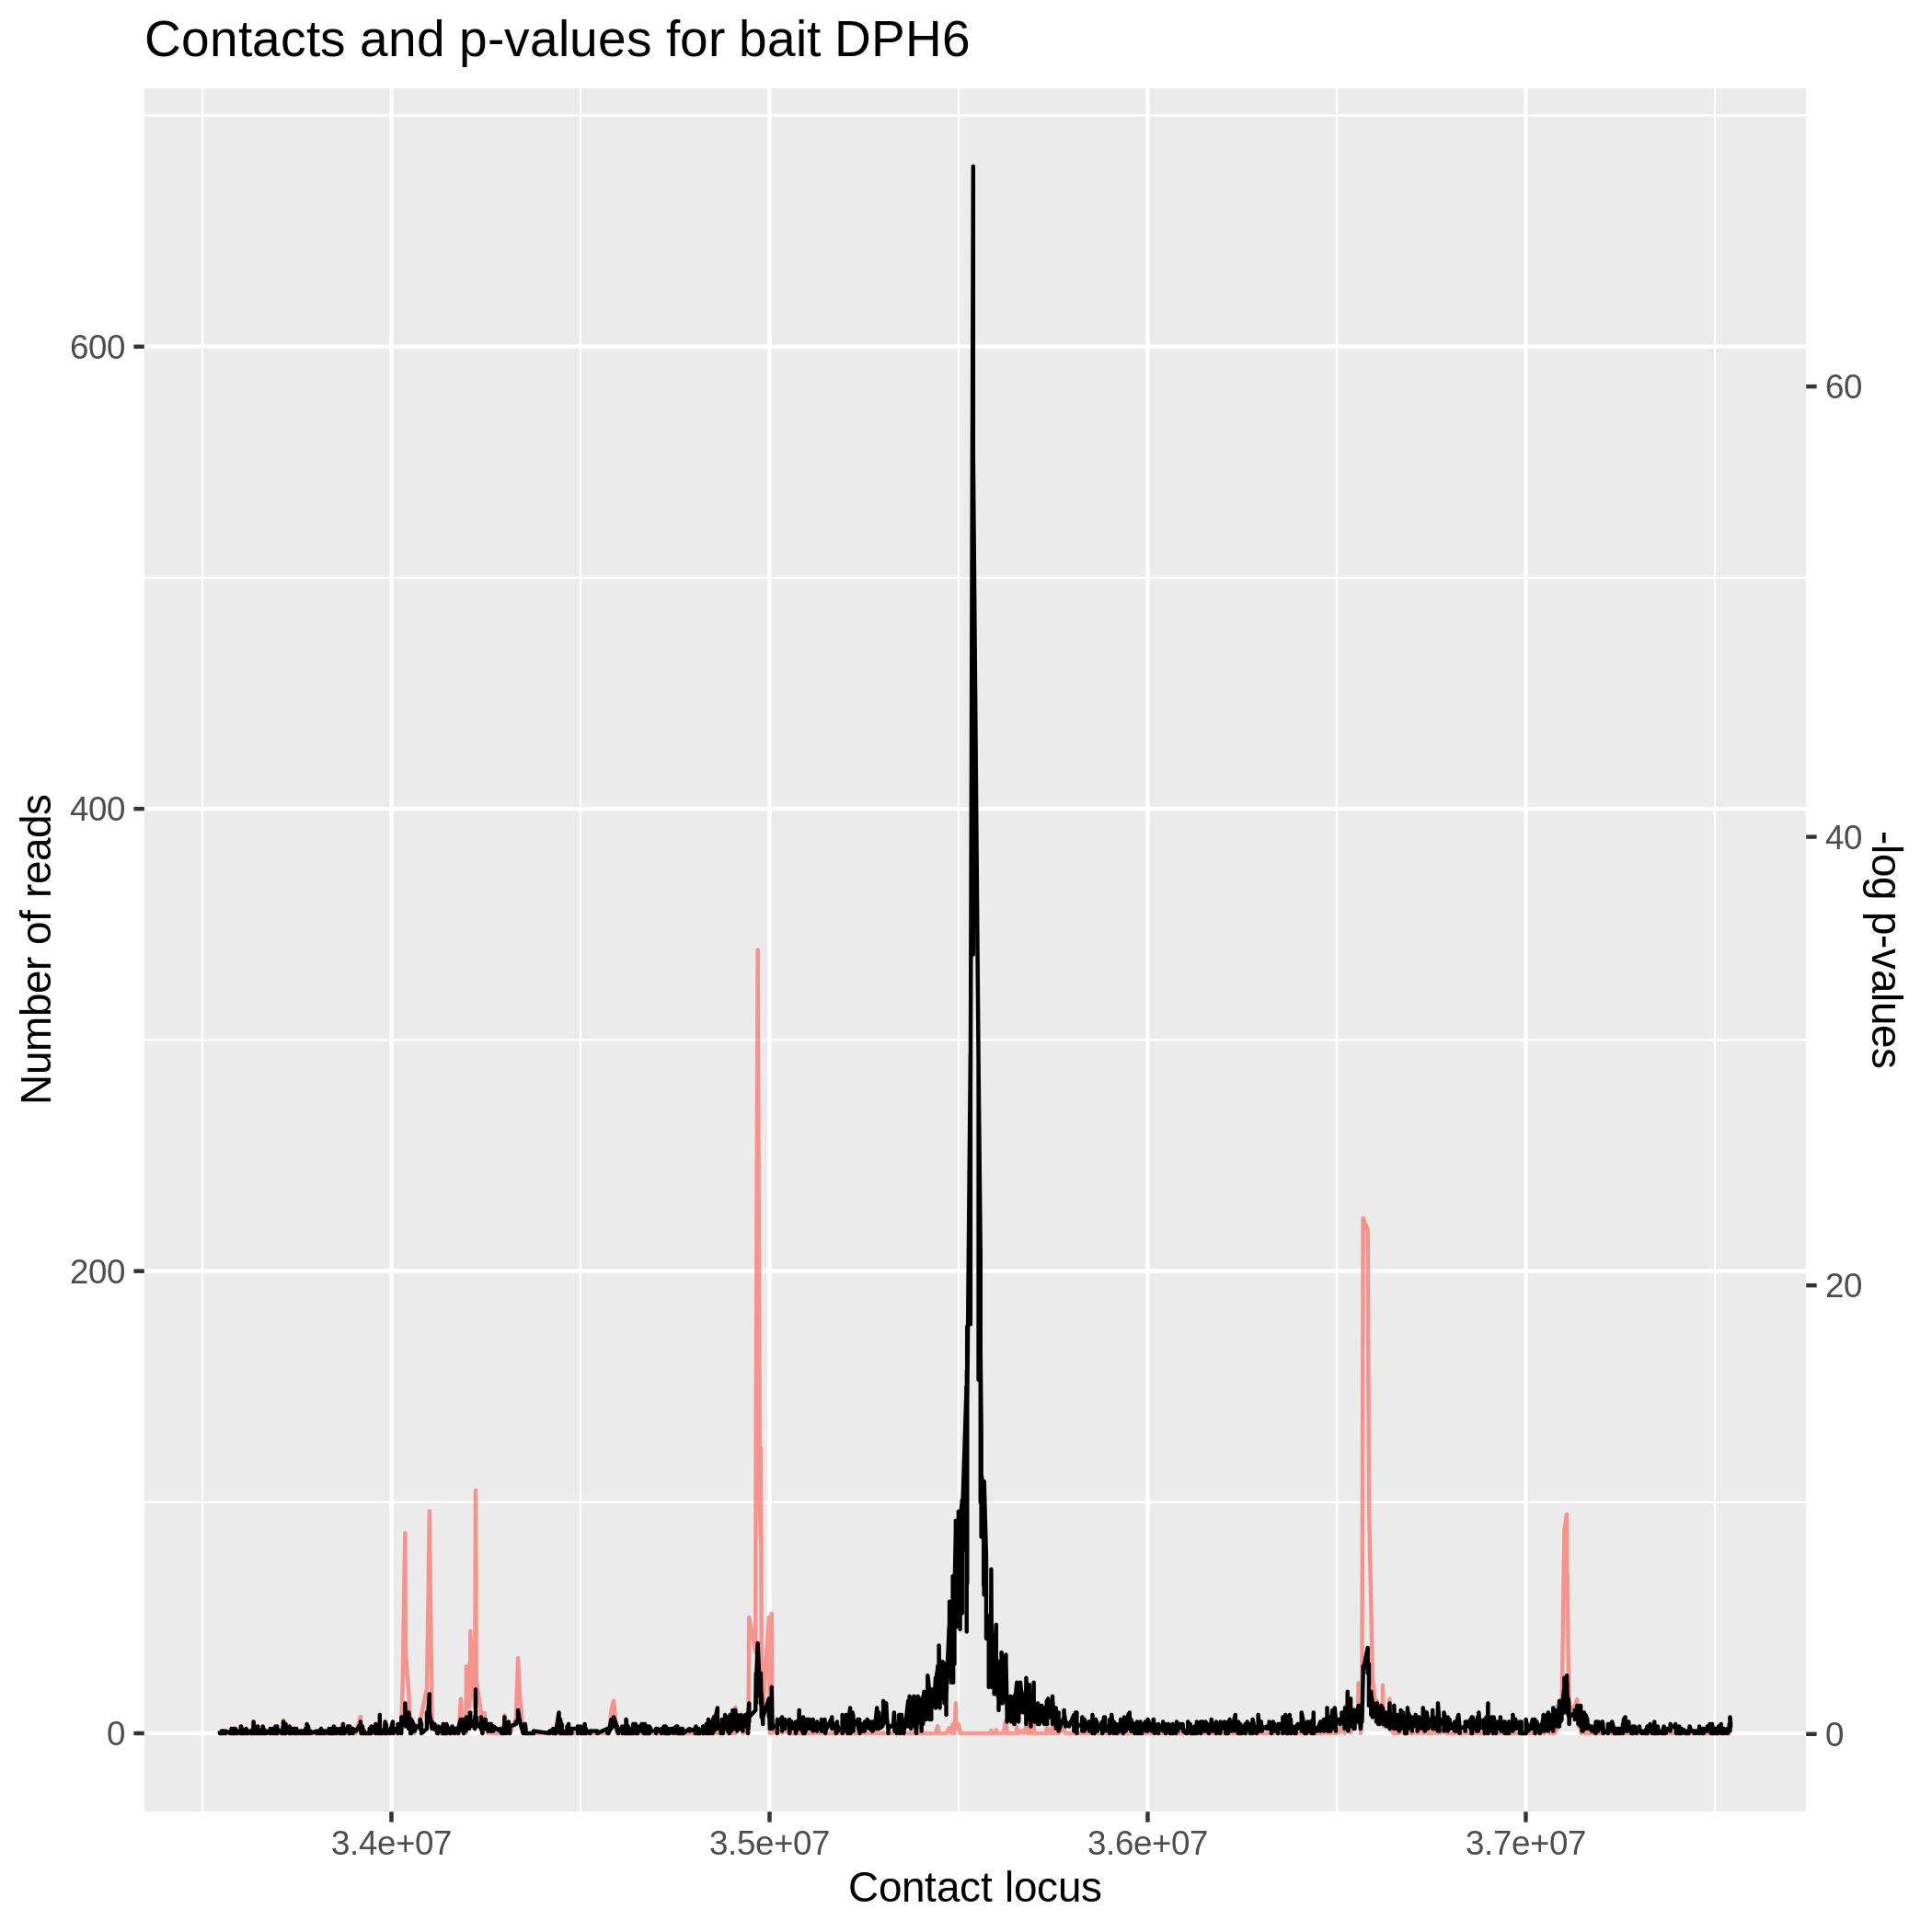 Contacts and p-values for bait DPH6
Number of reads
600
400
200
0
60
40
20
0
-log p-values
3.4e+07
3.5e+07
3.6e+07
3.7e+07
Contact locus